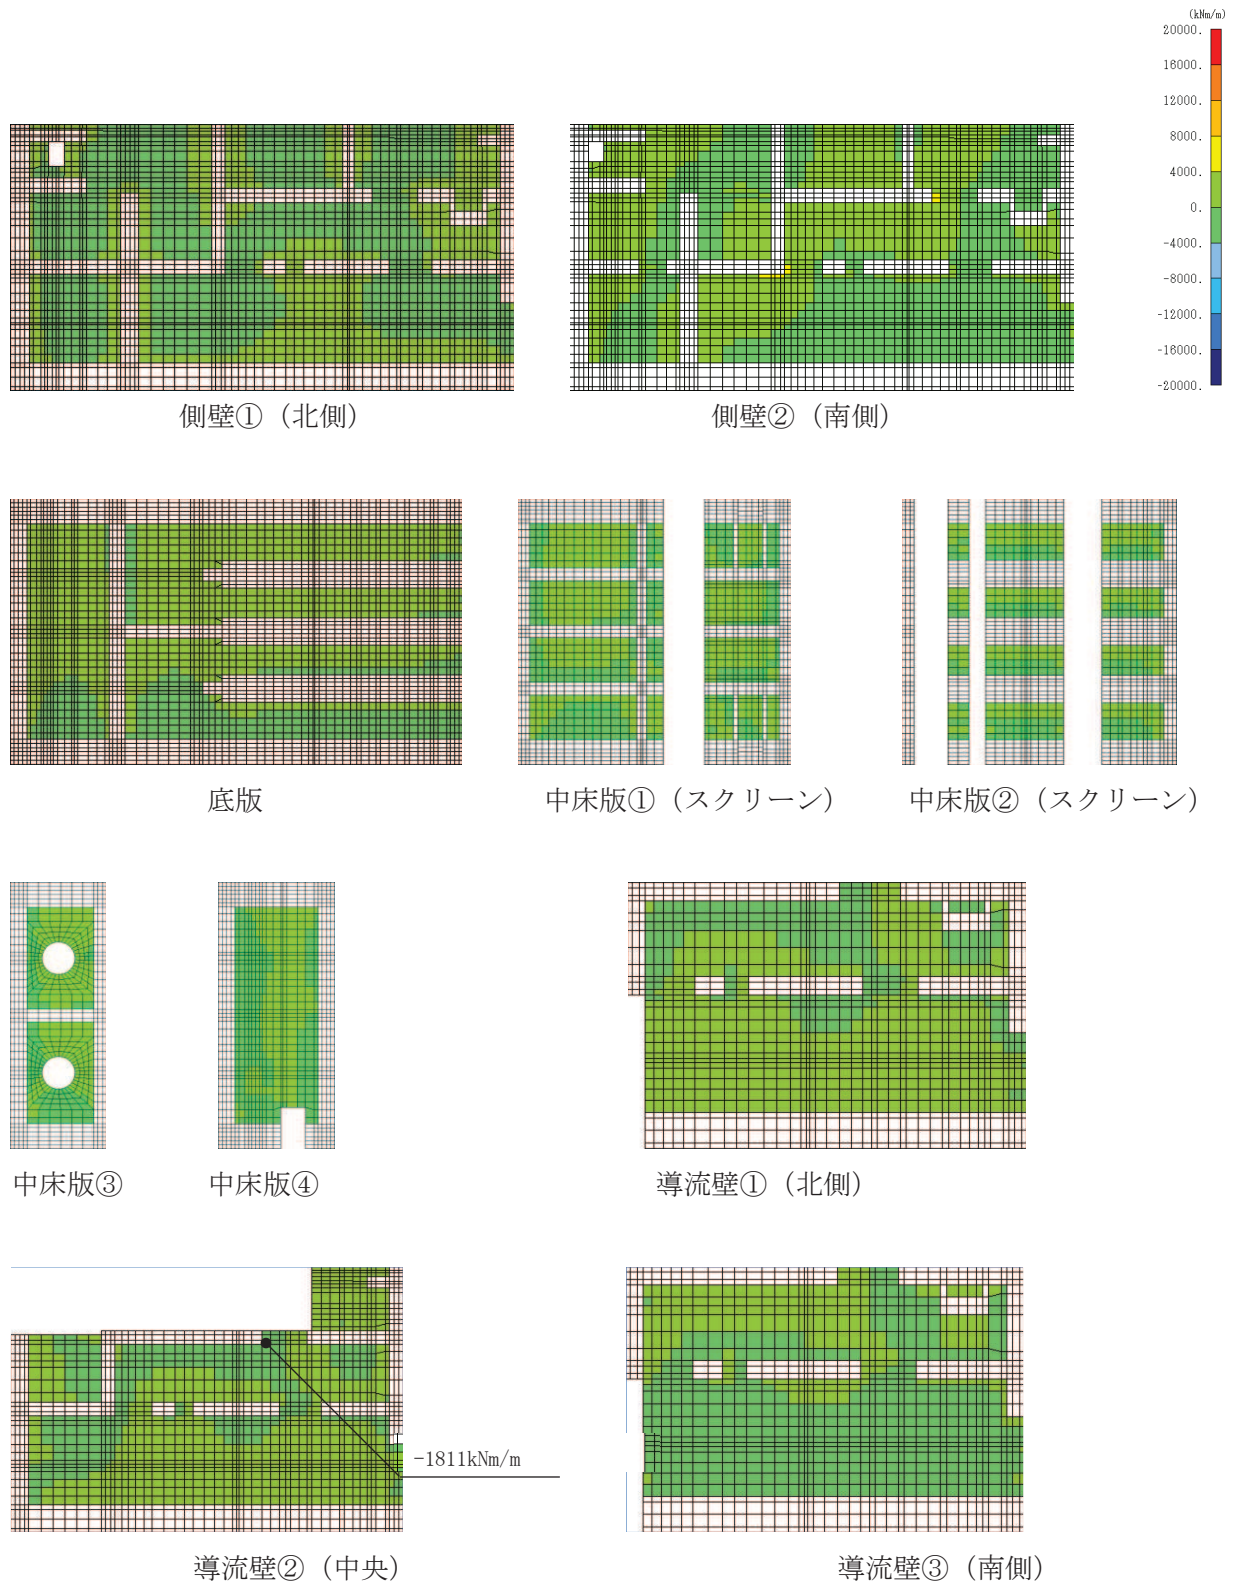 (kNm/m)
20000.
16000.
12000.
8000.
4000.
0.
-4000.
-8000.
-12000.
-16000.
-20000.
側壁①（北側）
側壁②（南側）
底版
中床版①（スクリーン）
中床版②（スクリーン）
中床版③
中床版④
導流壁①（北側）
-1811kNm/m
導流壁②（中央）
導流壁③（南側）